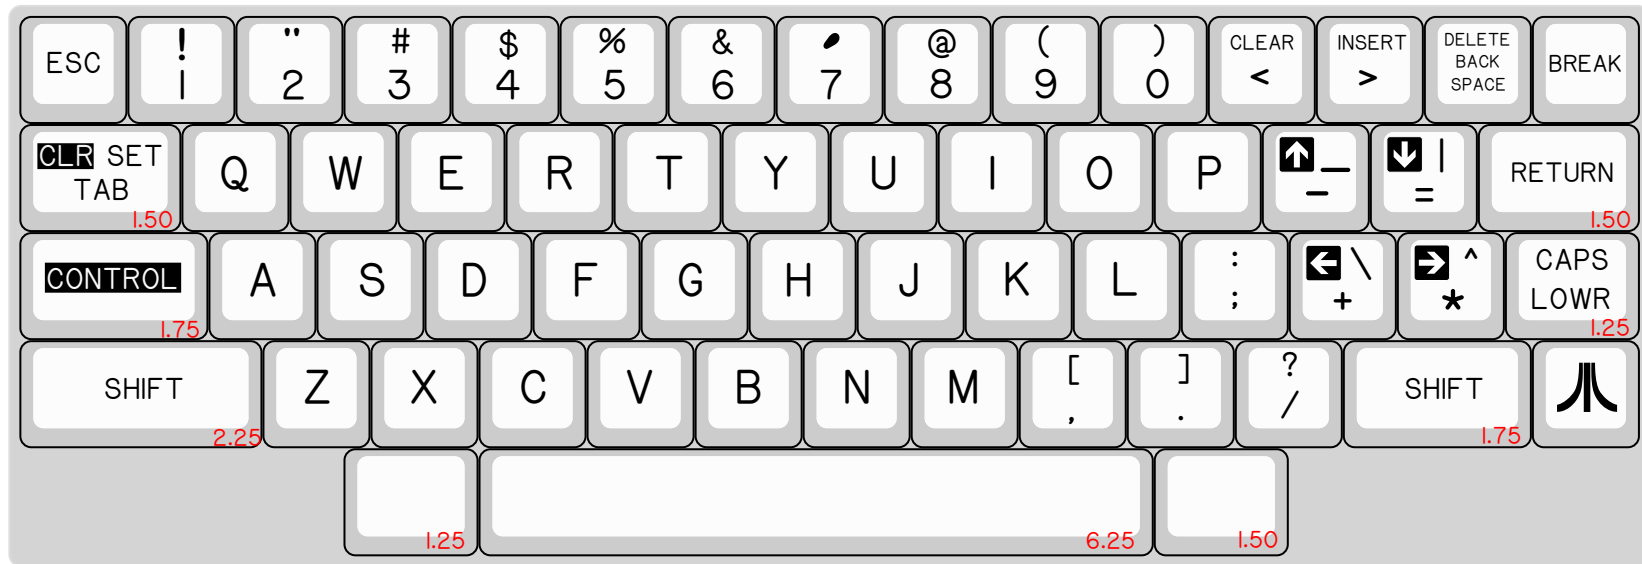 ESC ! " # $ % & ' @ ( ) CLEAR INSERT DELETE BACK SPACE BREAK
1 2 3 4 5 6 7 8 9 0 < >
CLR SET TAB Q W E R T Y U I O P ↑ _ - ↓ | = RETURN
1.50 1.50
CONTROL A S D F G H J K L : ; ← \ + → ^ * CAPS LOWR
1.75 1.25
SHIFT Z X C V B N M [ , ] . ? / SHIFT
2.25 1.75
1.25 6.25 1.50